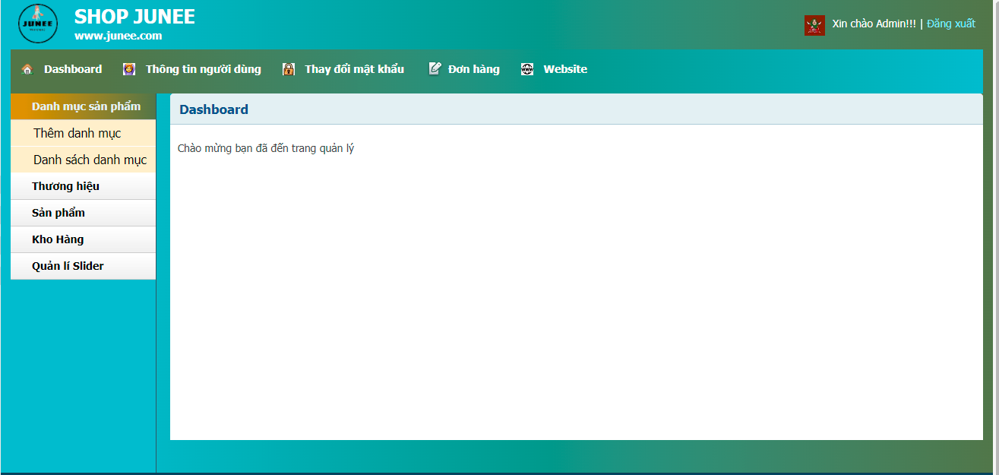 JUNEE
SHOP JUNEE
www.junee.com
Xin chào Admin!!! | Đăng xuất
Dashboard Thông tin người dùng Thay đổi mật khẩu Đơn hàng Website
Danh mục sản phẩm
Thêm danh mục
Danh sách danh mục
Thương hiệu
Sản phẩm
Kho Hàng
Quản lí Slider
Dashboard
Chào mừng bạn đã đến trang quản lý